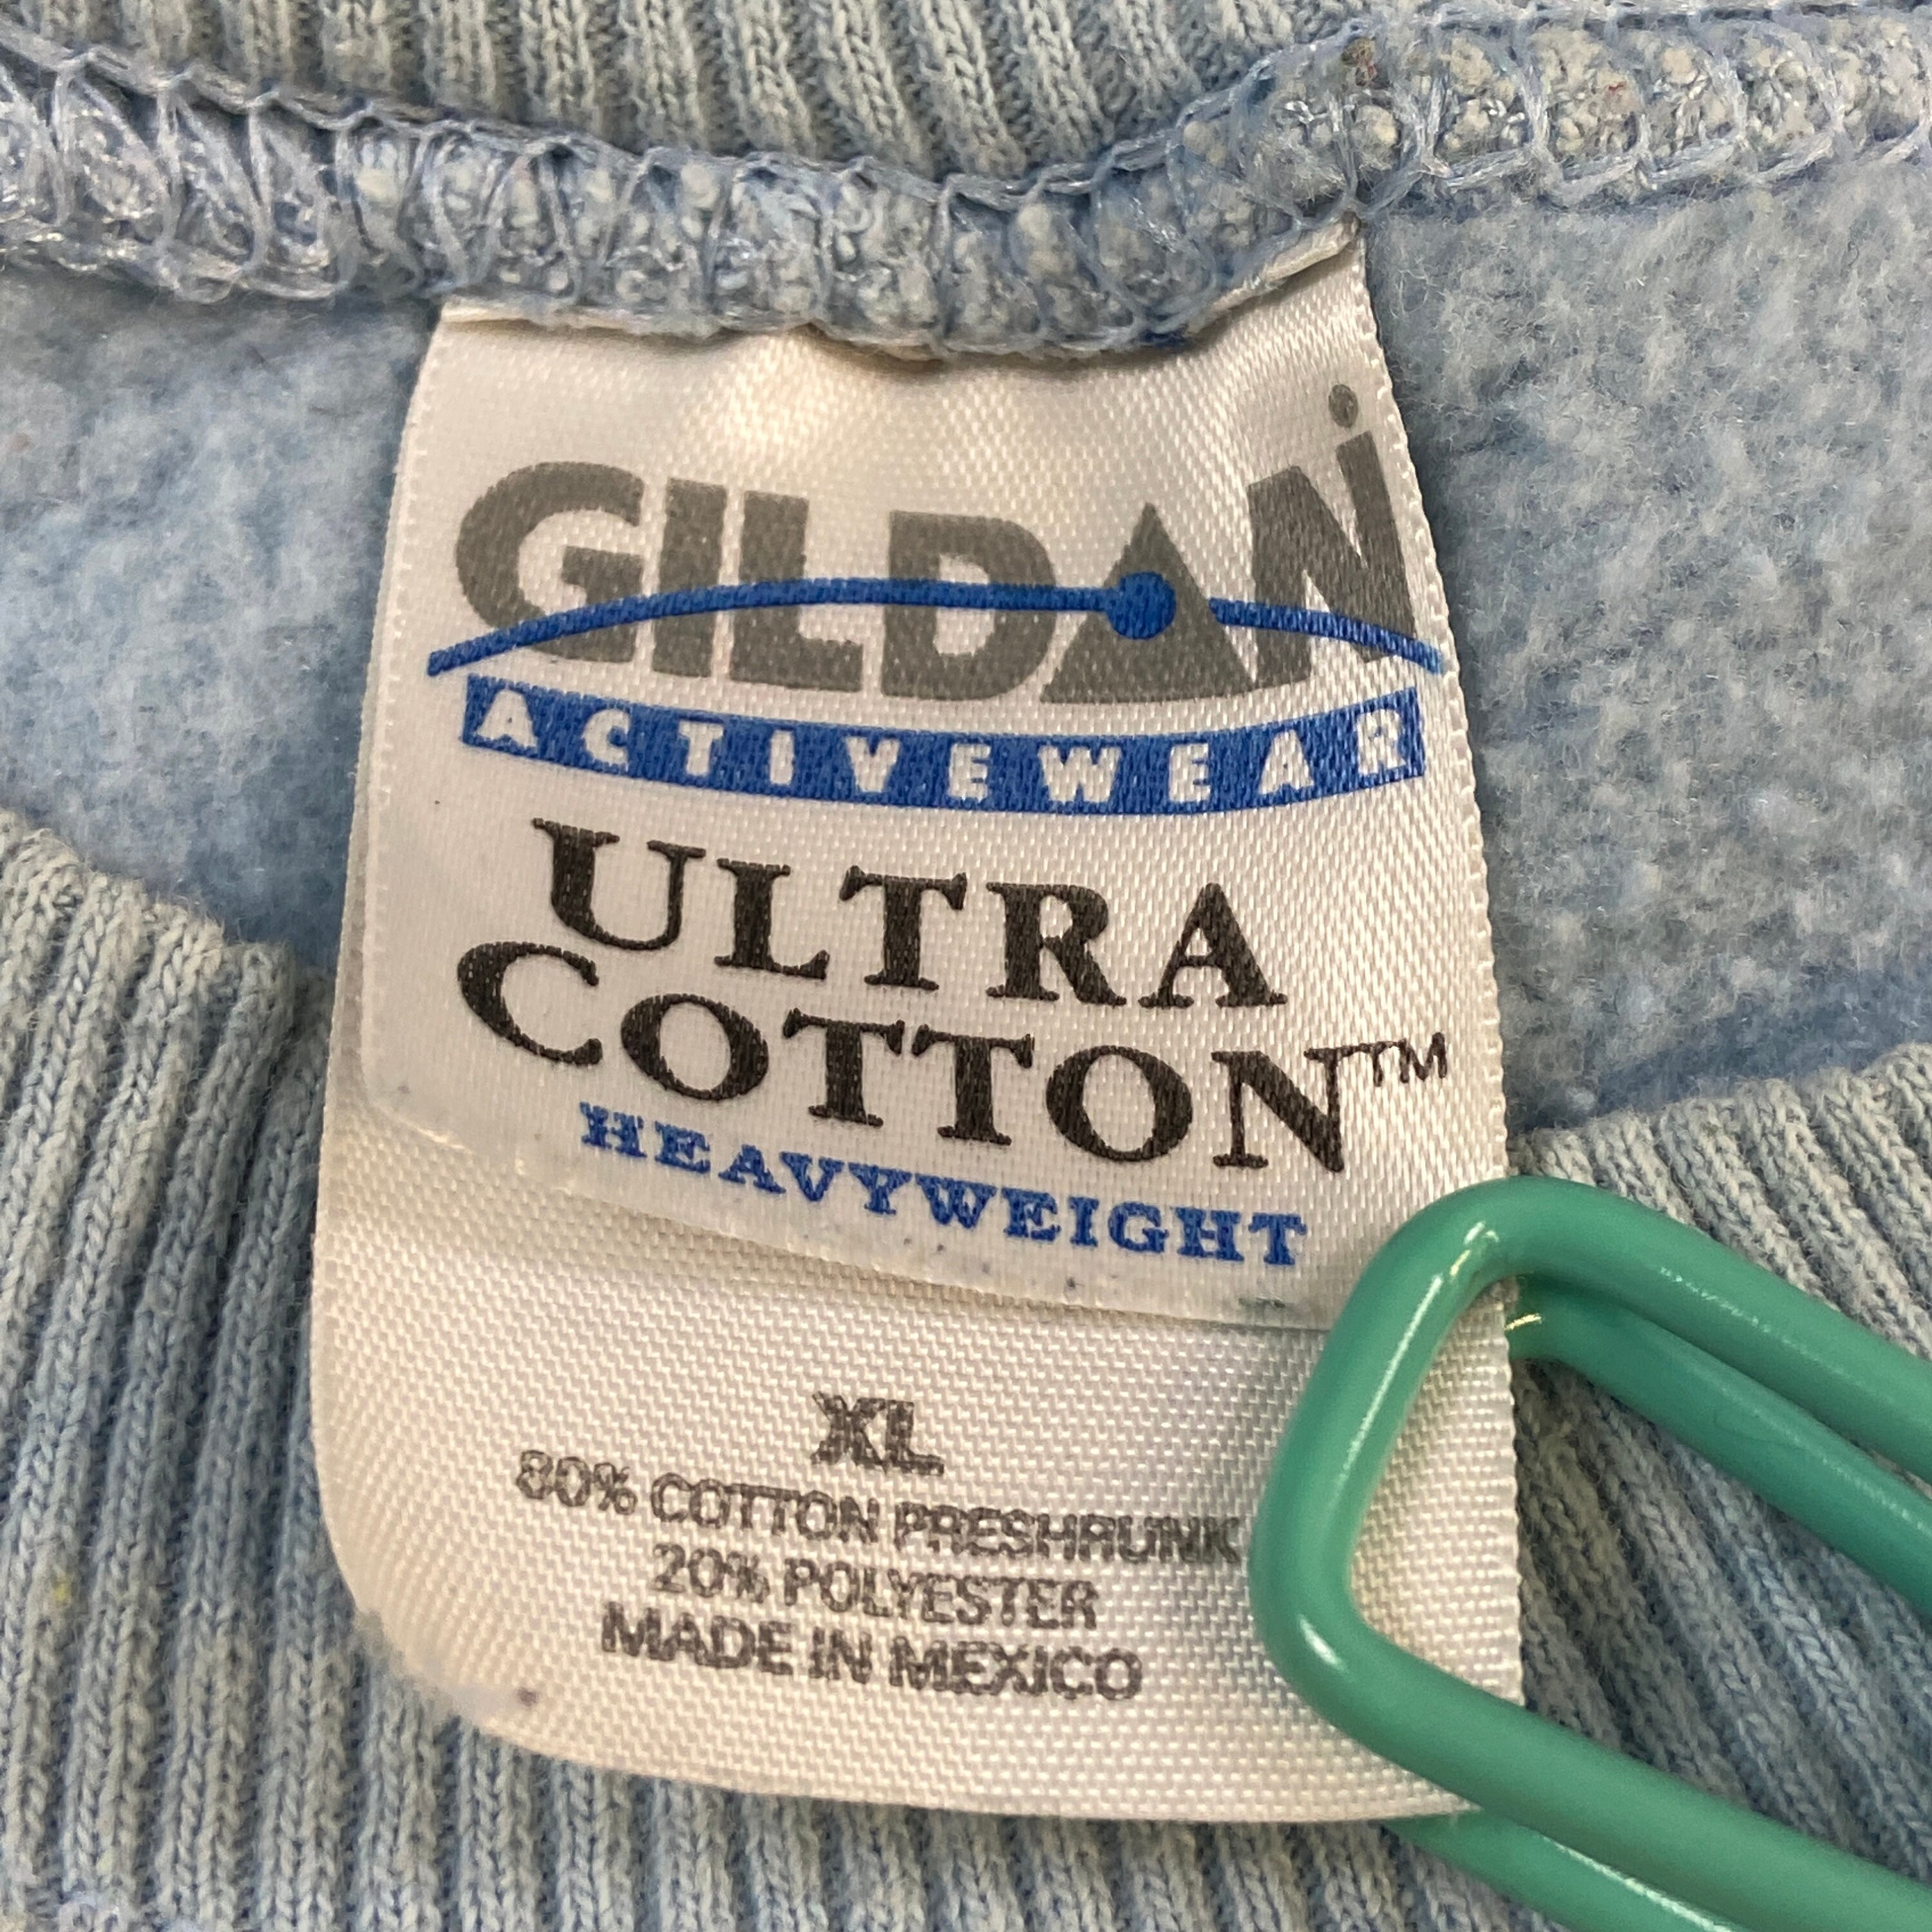 GILDAN
ACTIVEWEAR
ULTRA
COTTON™
HEAVYWEIGHT
XL
80% COTTON PRESHRUNK
20% POLYESTER
MADE IN MEXICO